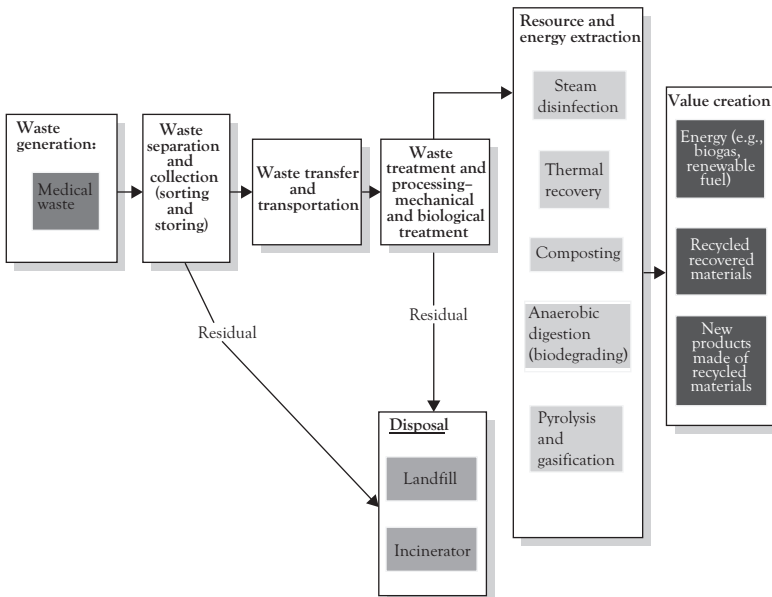 Waste
generation:
Medical
waste
Waste
separation
and
collection
(sorting
and
storing)
Waste transfer
and
transportation
Waste
treatment and
processing–
mechanical
and biological
treatment
Residual
Residual
Disposal
Landfill
Incinerator
Resource and
energy extraction
Steam
disinfection
Thermal
recovery
Composting
Anaerobic
digestion
(biodegrading)
Pyrolysis and
gasification
Value creation
Energy (e.g.,
biogas,
renewable
fuel)
Recycled
recovered
materials
New
products
made of
recycled
materials